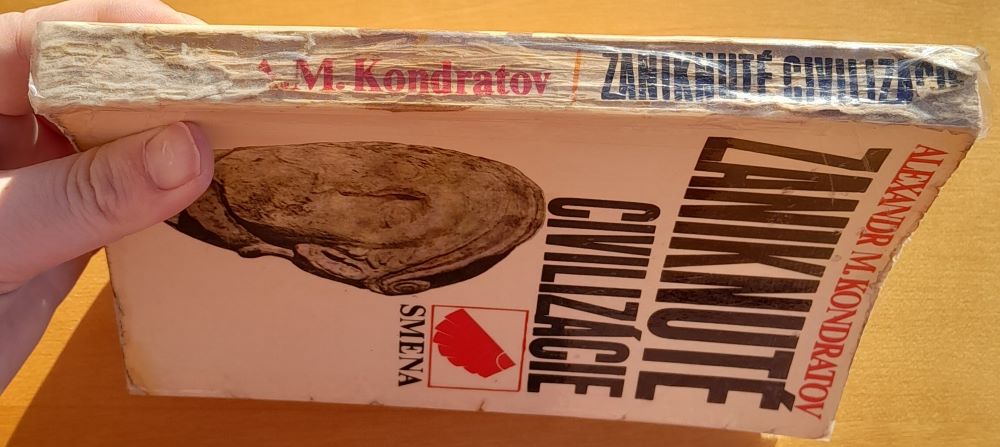 A.M. Kondratov | ZANIKNUTÉ CIVILIZÁCIE
ALEXANDR M. KONDRATOV
ZANIKNUTÉ
CIVILIZÁCIE
SMENA